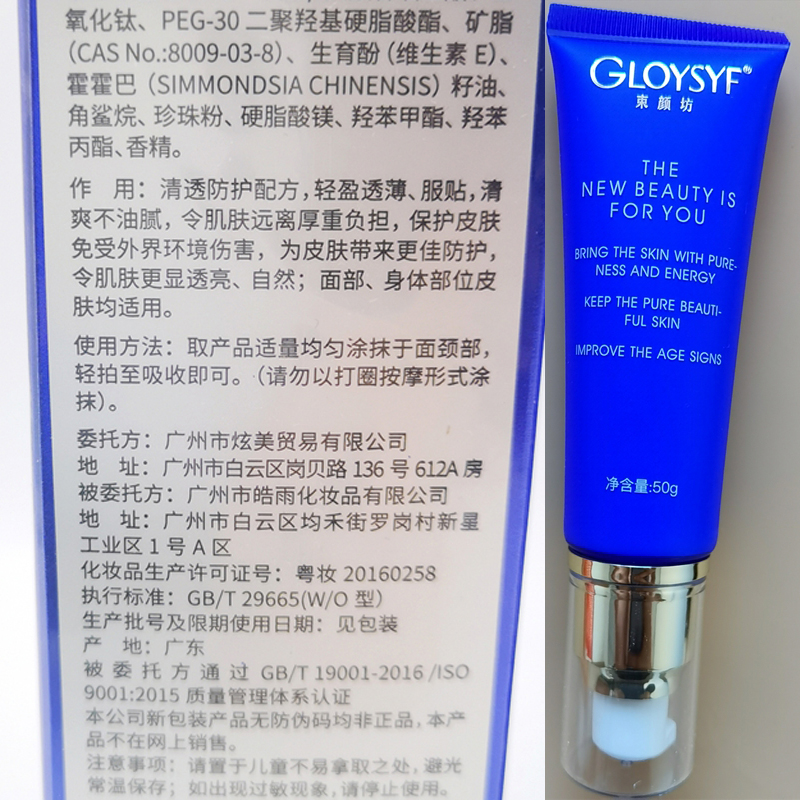 氧化钛、PEG-30 二聚羟基硬脂酸酯、矿脂
（CAS No.:8009-03-8）、生育酚（维生素 E）、
霍霍巴（SIMMONDSIA CHINENSIS）籽油、
角鲨烷、珍珠粉、硬脂酸镁、羟苯甲酯、羟苯
丙酯、香精。
作 用：清透防护配方，轻盈透薄、服贴，清
爽不油腻，令肌肤远离厚重负担，保护皮肤
免受外界环境伤害，为皮肤带来更佳防护，
令肌肤更显透亮、自然；面部、身体部位皮
肤均适用。
使用方法：取产品适量均匀涂抹于面颈部，
轻拍至吸收即可。（请勿以打圈按摩形式涂
抹）。
委托方：广州市炫美贸易有限公司
地 址：广州市白云区岗贝路 136 号 612A 房
被委托方：广州市皓雨化妆品有限公司
地 址：广州市白云区均禾街罗岗村新星
工业区 1 号 A 区
化妆品生产许可证号：粤妆 20160258
执行标准：GB/T 29665(W/O 型）
生产批号及限期使用日期：见包装
产 地：广东
被委托方通过 GB/T 19001-2016 /ISO
9001:2015 质量管理体系认证
本公司新包装产品无防伪码均非正品，本产
品不在网上销售。
注意事项：请置于儿童不易拿取之处，避光
常温保存；如出现过敏现象，请停止使用。
GLOYSYF®
束颜坊
THE
NEW BEAUTY IS
FOR YOU
BRING THE SKIN WITH PURE-
NESS AND ENERGY
KEEP THE PURE BEAUTI-
FUL SKIN
IMPROVE THE AGE SIGNS
净含量:50g